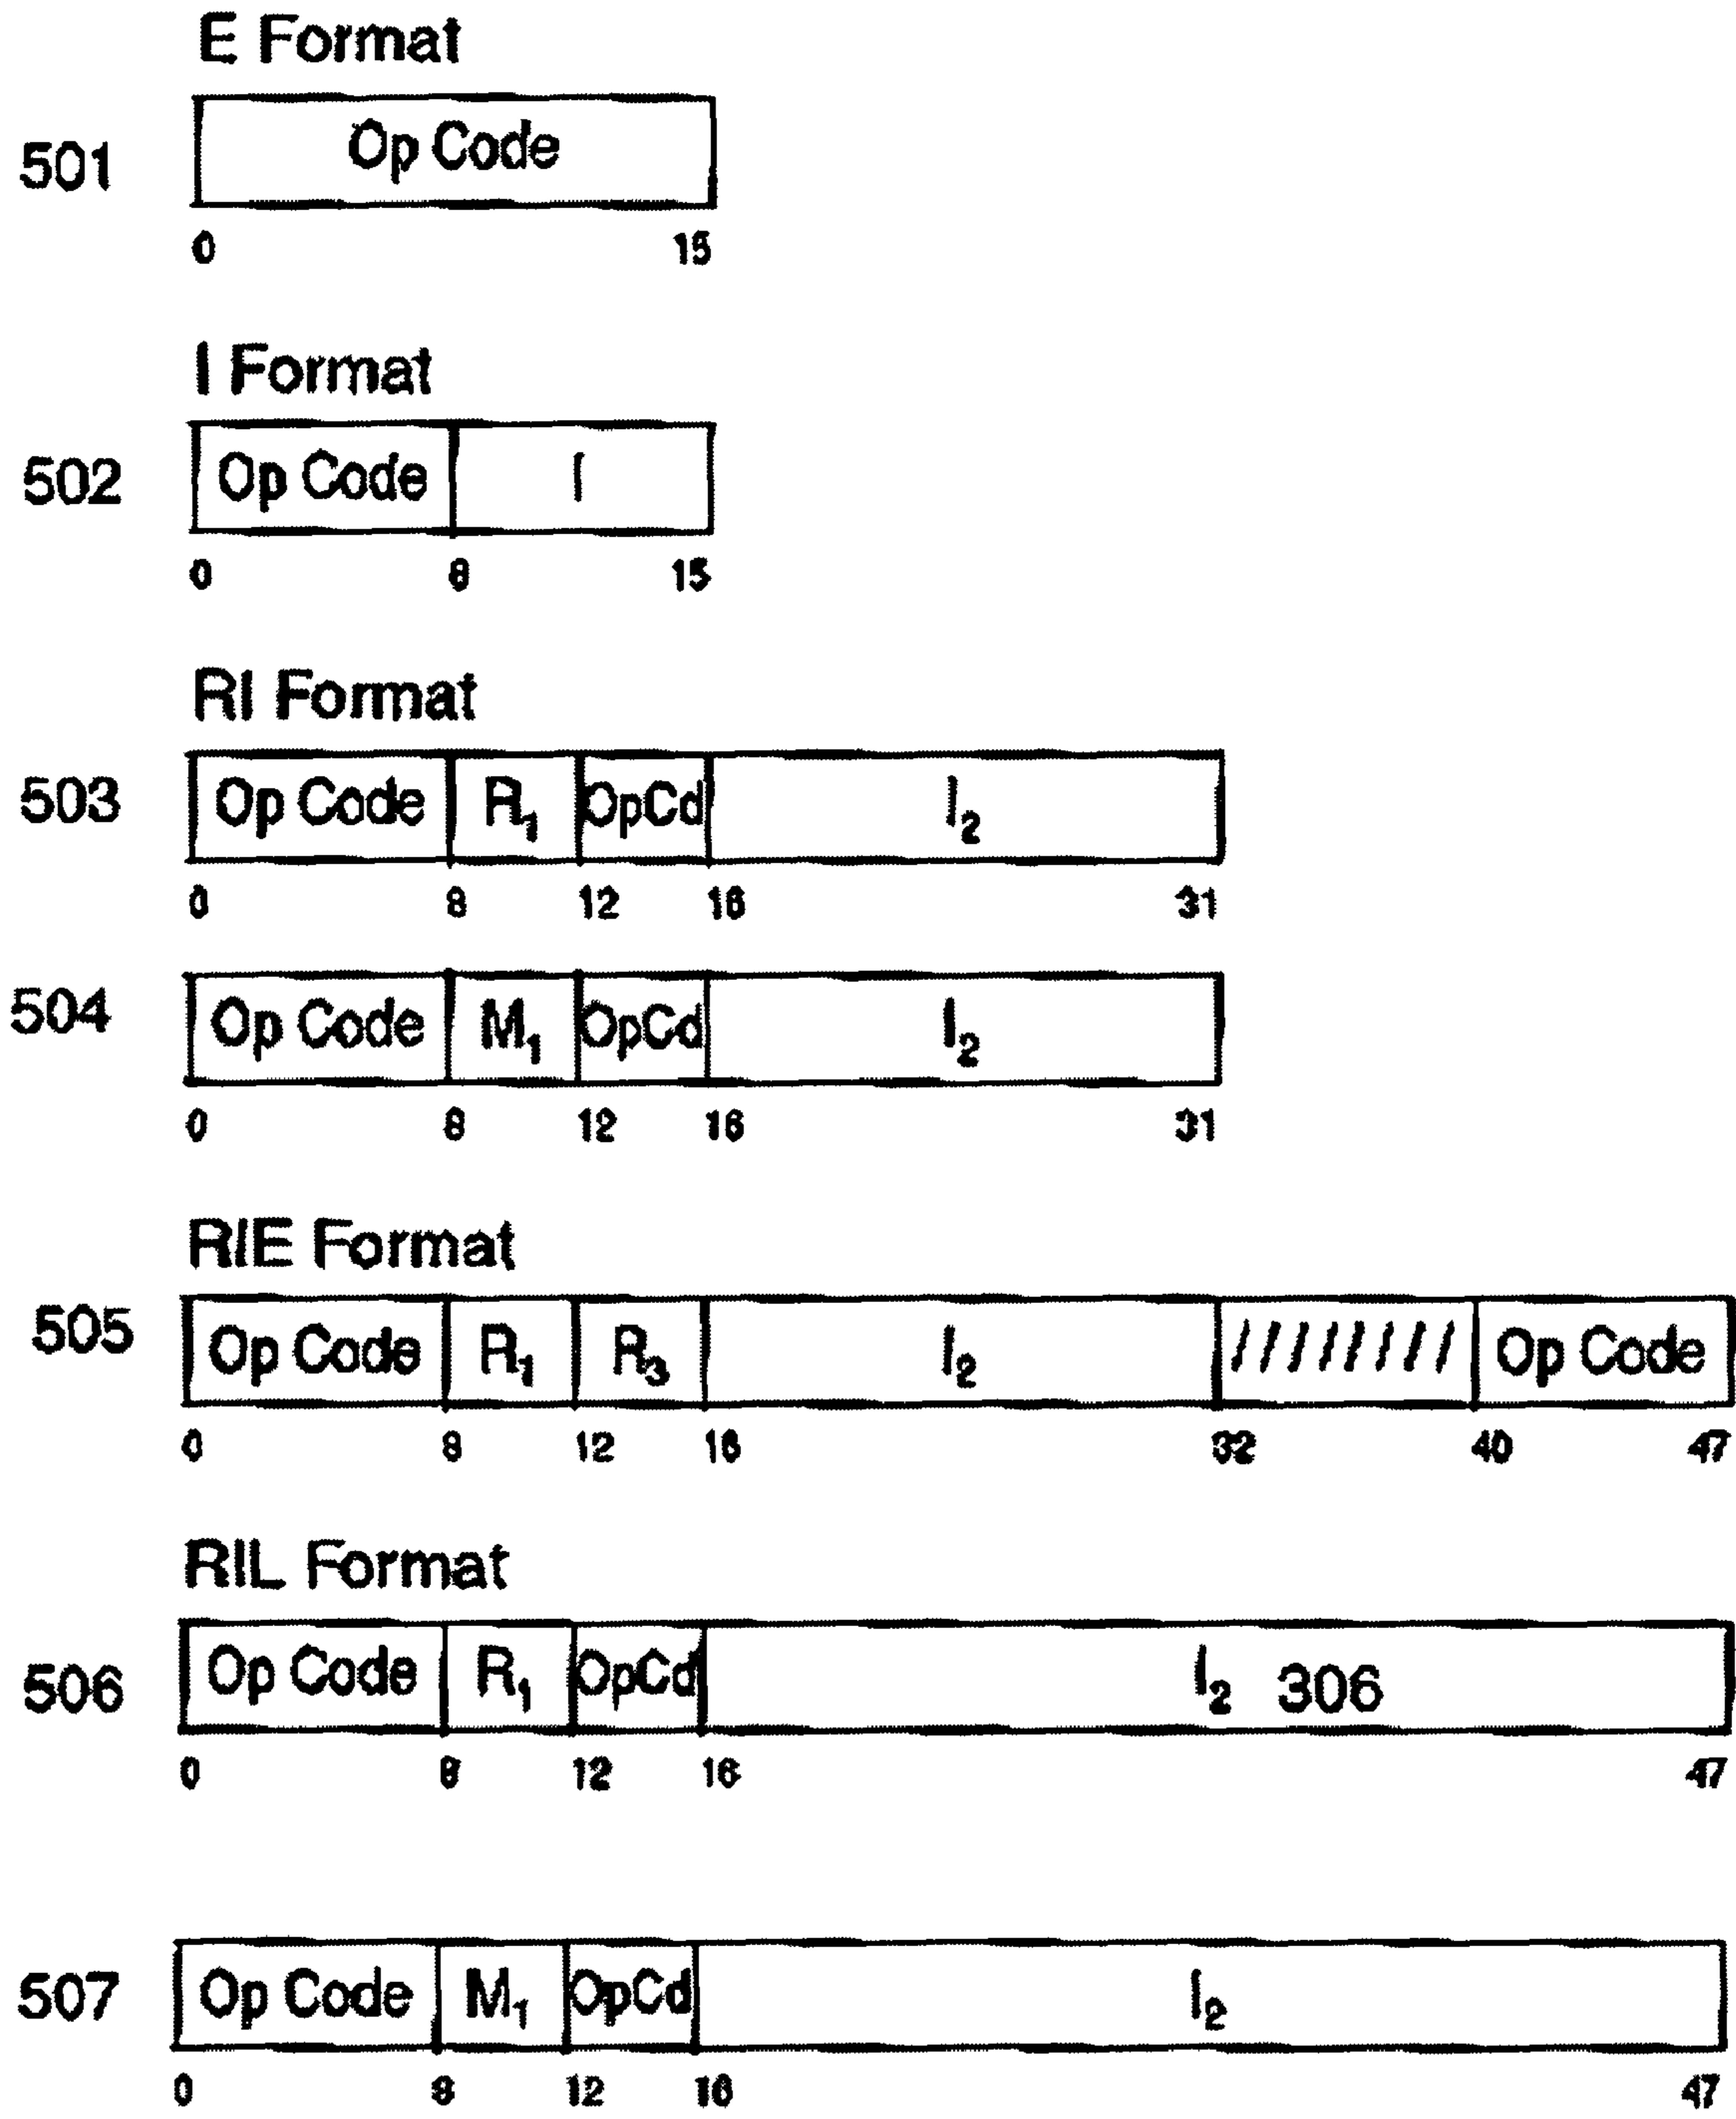 E Format
501 Op Code
0 15
I Format
502 Op Code I
0 8 15
RI Format
503 Op Code R1 OpCd I2
0 8 12 16 31
504 Op Code M1 OpCd I2
0 8 12 16 31
RIE Format
505 Op Code R1 R3 I2 //////// Op Code
0 8 12 16 32 40 47
RIL Format
506 Op Code R1 OpCd I2 306
0 8 12 16 47
507 Op Code M1 OpCd I2
0 8 12 16 47